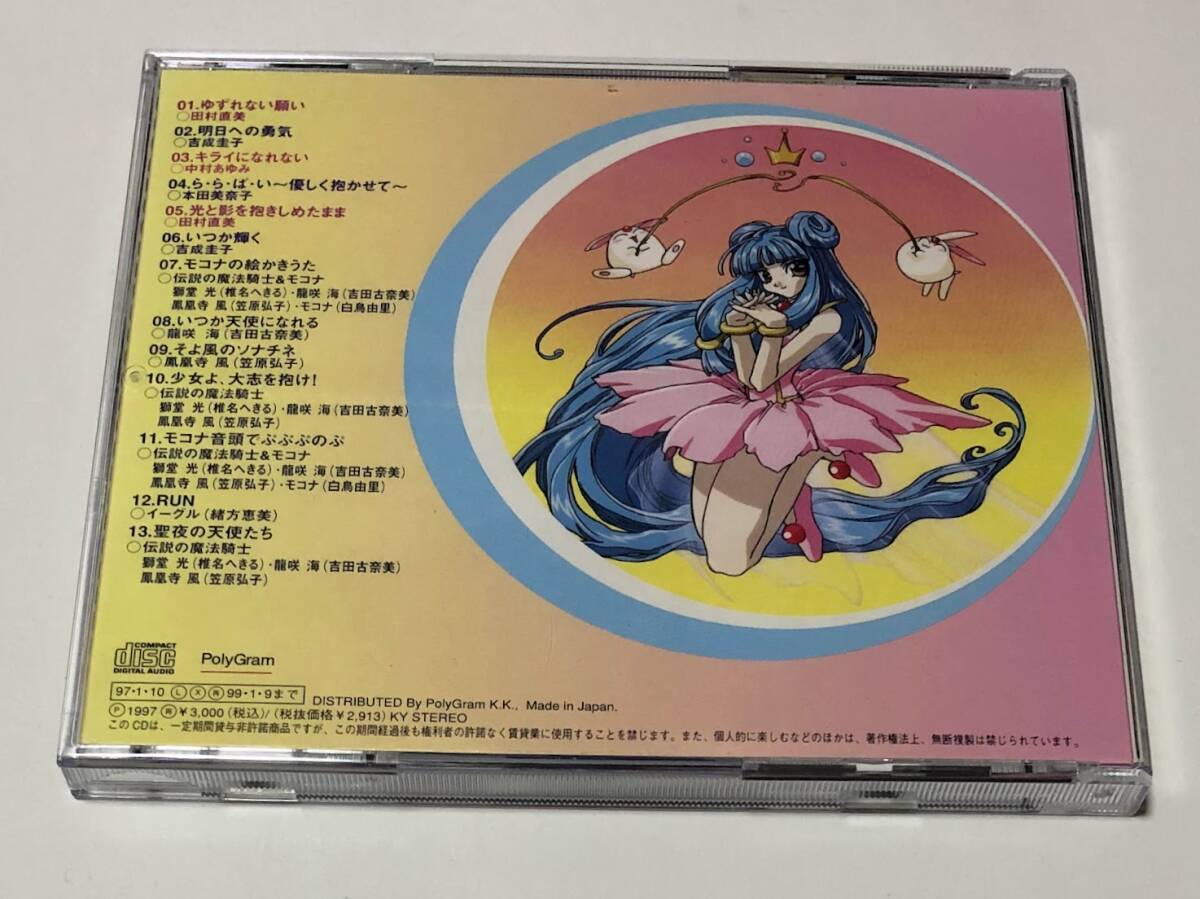 01.ゆずれない願い
○田村直美
02.明日への勇気
○吉成圭子
03.キライになれない
○中村あゆみ
04.ら・ら・ば・い〜優しく抱かせて〜
○本田美奈子
05.光と影を抱きしめたまま
○田村直美
06.いつか輝く
○吉成圭子
07.モコナの絵かきうた
○伝説の魔法騎士&モコナ
獅堂 光(椎名へきる)・龍咲 海(吉田古奈美)
鳳凰寺 風(笠原弘子)・モコナ(白鳥由里)
08.いつか天使になれる
○龍咲 海(吉田古奈美)
09.そよ風のソナチネ
○鳳凰寺 風(笠原弘子)
10.少女よ、大志を抱け!
○伝説の魔法騎士
獅堂 光(椎名へきる)・龍咲 海(吉田古奈美)
鳳凰寺 風(笠原弘子)
11.モコナ音頭でぷぷぷのぷ
○伝説の魔法騎士&モコナ
獅堂 光(椎名へきる)・龍咲 海(吉田古奈美)
鳳凰寺 風(笠原弘子)・モコナ(白鳥由里)
12.RUN
○イーグル(緒方恵美)
13.聖夜の天使たち
○伝説の魔法騎士
獅堂 光(椎名へきる)・龍咲 海(吉田古奈美)
鳳凰寺 風(笠原弘子)
COMPACT
disc
DIGITAL AUDIO
PolyGram
97・1・10 Ⓛ Ⓧ ㊞ 99・1・9まで
DISTRIBUTED By PolyGram K.K., Made in Japan.
Ⓟ1997 ㊞¥3,000(税込)/(税抜価格¥2,913) KY STEREO
このCDは、一定期間貸与非許諾商品ですが、この期間経過後も権利者の許諾なく賃貸業に使用することを禁じます。また、個人的に楽しむなどのほかは、著作権法上、無断複製は禁じられています。